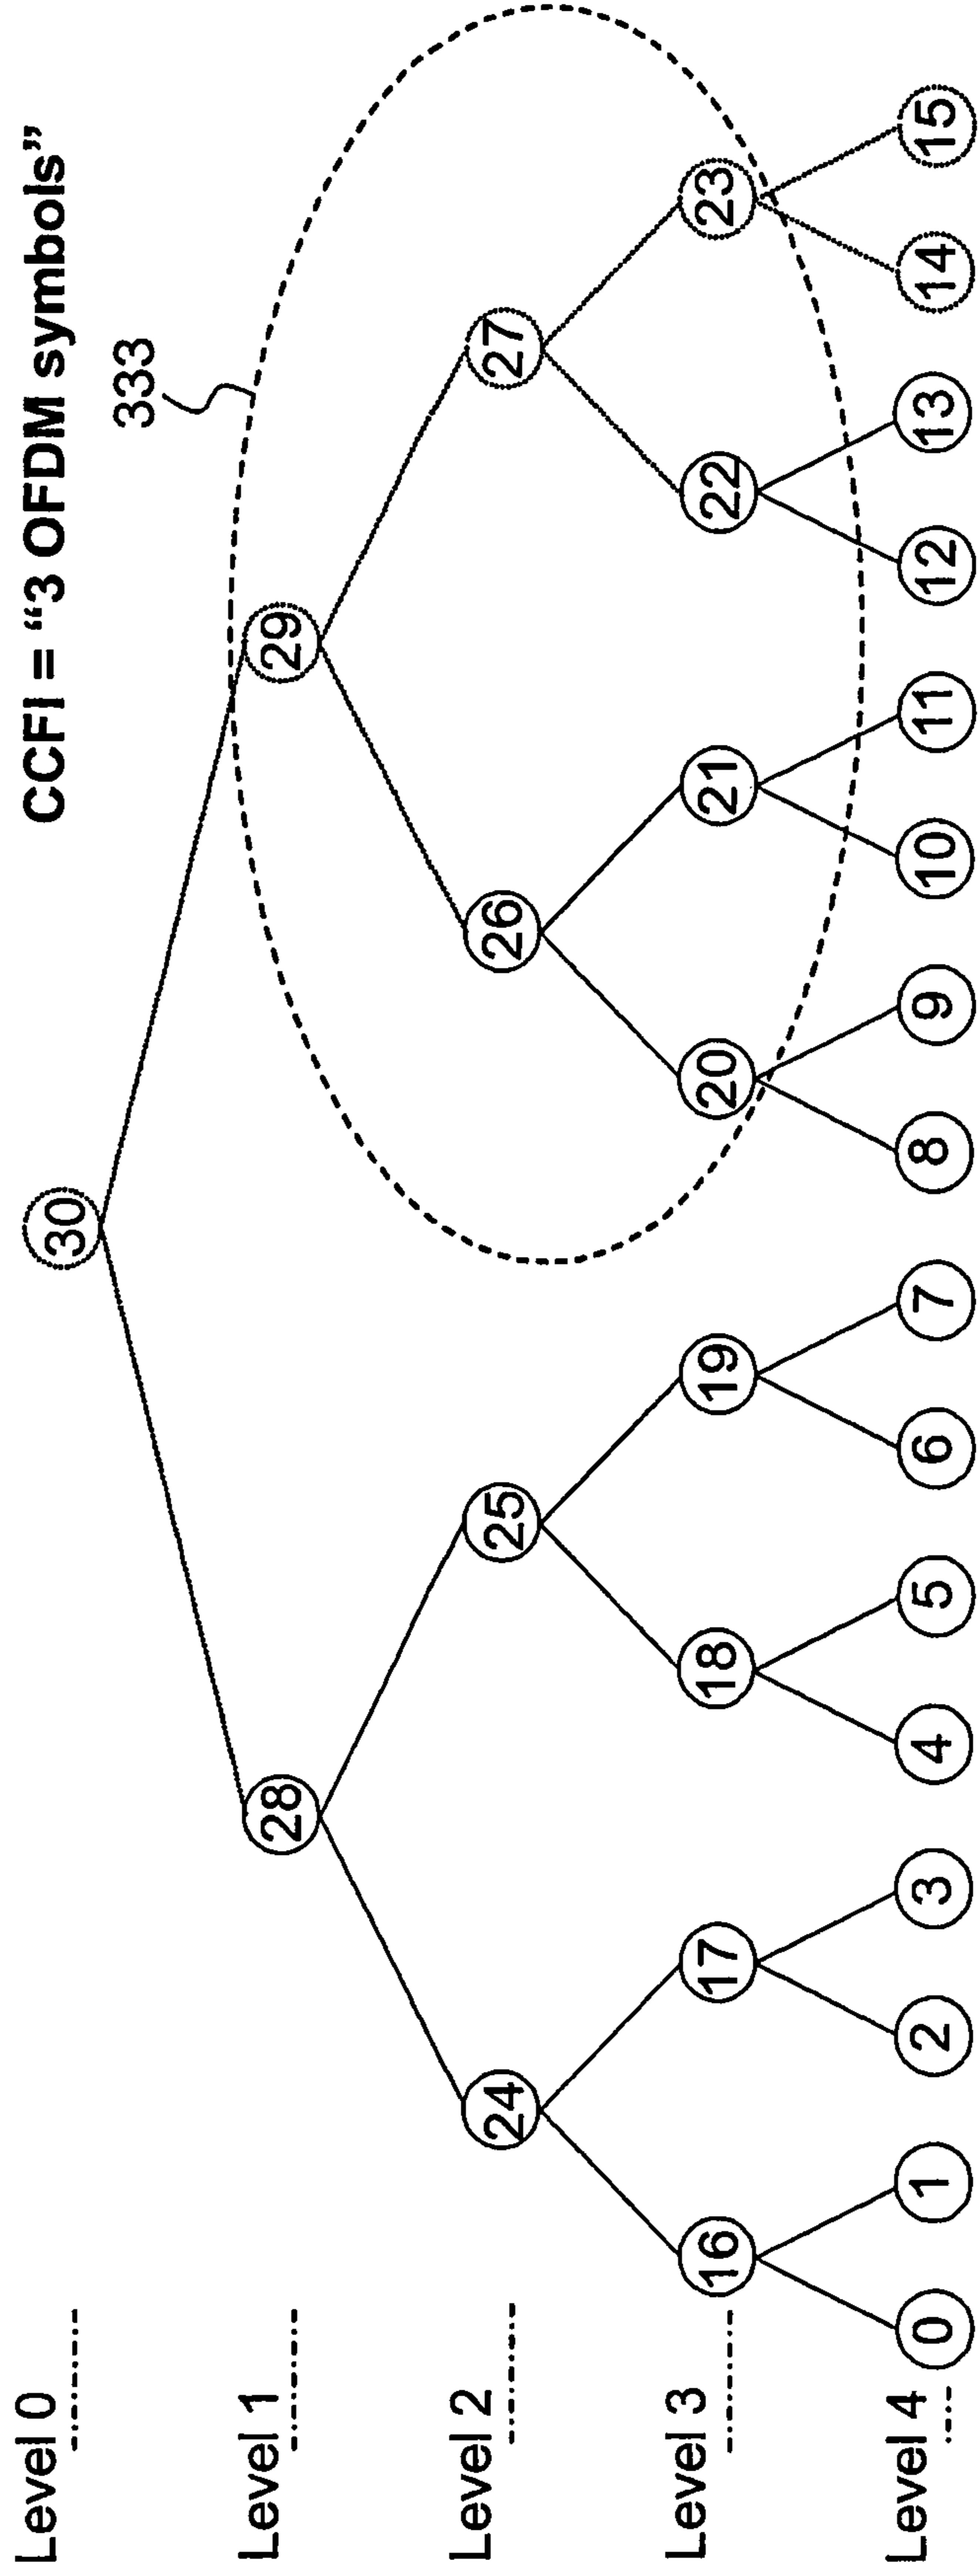 CCFI = “3 OFDM symbols”
333
Level 0
30
Level 1
28 29
Level 2
24 25 26 27
Level 3
16 17 18 19 20 21 22 23
Level 4
0 1 2 3 4 5 6 7 8 9 10 11 12 13 14 15